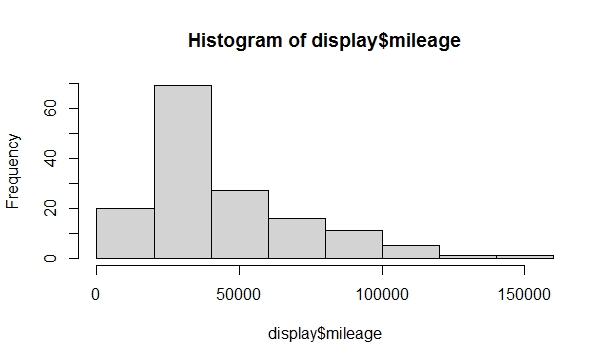 Histogram of display$mileage
Frequency
60
40
20
0
0 50000 100000 150000
display$mileage